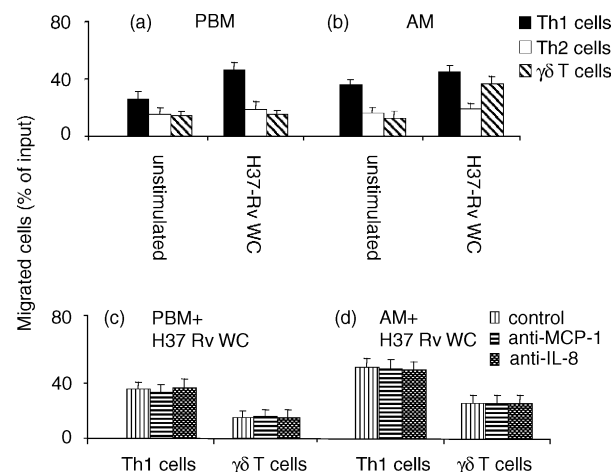 Migrated cells (% of input)
80
40
0
(a) PBM
(b) AM
Th1 cells
Th2 cells
γδ T cells
unstimulated
H37-Rv WC
unstimulated
H37-Rv WC
80
40
0
(c) PBM+
H37 Rv WC
(d) AM+
H37 Rv WC
control
anti-MCP-1
anti-IL-8
Th1 cells
γδ T cells
Th1 cells
γδ T cells